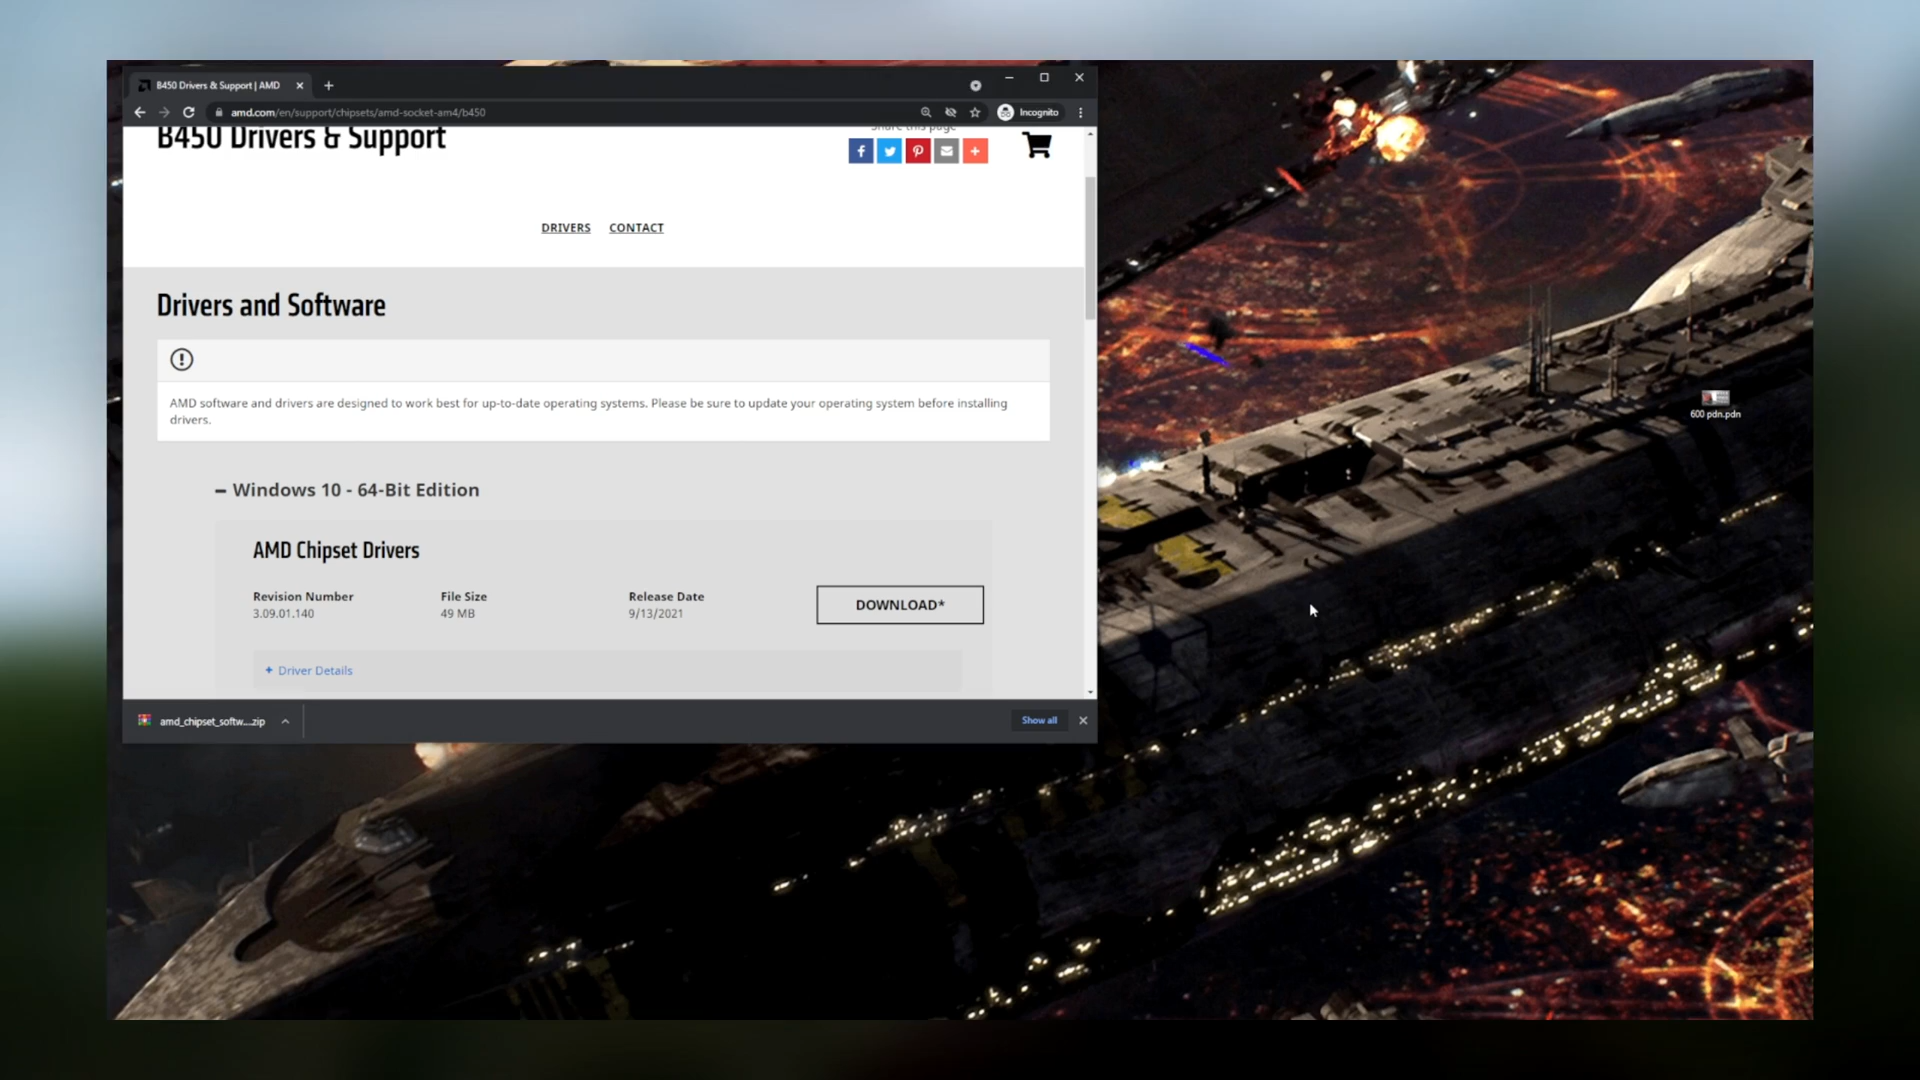 B450 Drivers & Support | AMD
amd.com/en/support/chipsets/amd-socket-am4/b450
Incognito
B450 Drivers & Support
Share this page
DRIVERS CONTACT
Drivers and Software
AMD software and drivers are designed to work best for up-to-date operating systems. Please be sure to update your operating system before installing
drivers.
– Windows 10 - 64-Bit Edition
AMD Chipset Drivers
Revision Number File Size Release Date
3.09.01.140 49 MB 9/13/2021
DOWNLOAD*
+ Driver Details
amd_chipset_softw....zip
Show all
600 pdn.pdn